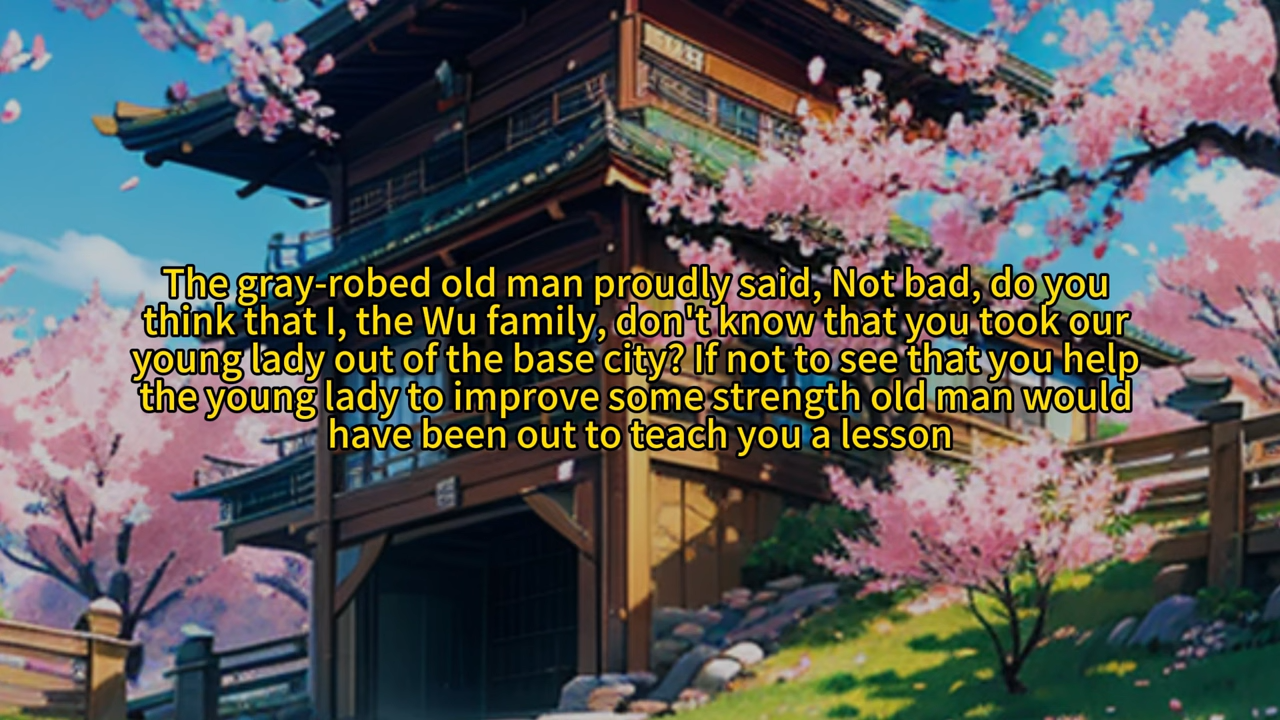 The gray-robed old man proudly said, Not bad, do you
think that I, the Wu family, don't know that you took our
young lady out of the base city? If not to see that you help
the young lady to improve some strength old man would
have been out to teach you a lesson